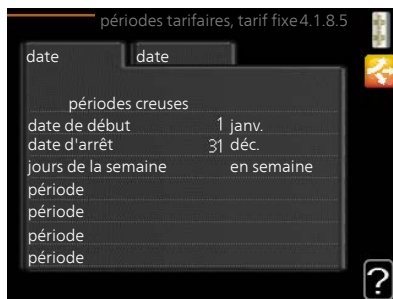 périodes tarifaires, tarif fixe 4.1.8.5
date date
périodes creuses
date de début 1 janv.
date d'arrêt 31 déc.
jours de la semaine en semaine
période
période
période
période
?